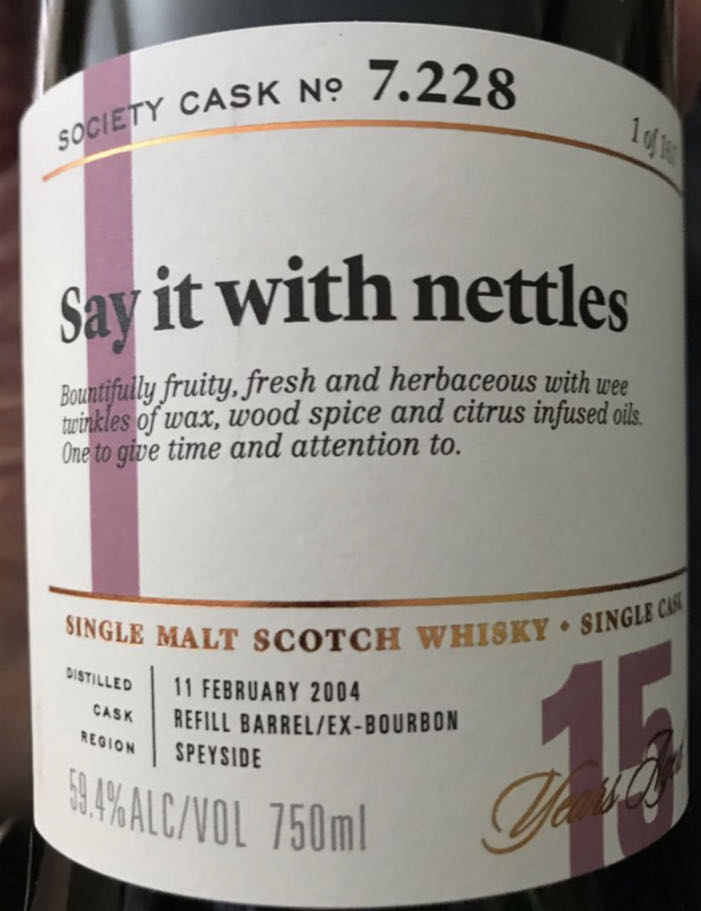 SOCIETY CASK Nº 7.228
1 of
Say it with nettles
Bountifully fruity, fresh and herbaceous with wee
twinkles of wax, wood spice and citrus infused oils.
One to give time and attention to.
SINGLE MALT SCOTCH WHISKY • SINGLE CASK
DISTILLED 11 FEBRUARY 2004
CASK REFILL BARREL/EX-BOURBON
REGION SPEYSIDE
59.4%ALC/VOL 750ml
15
Years Aged